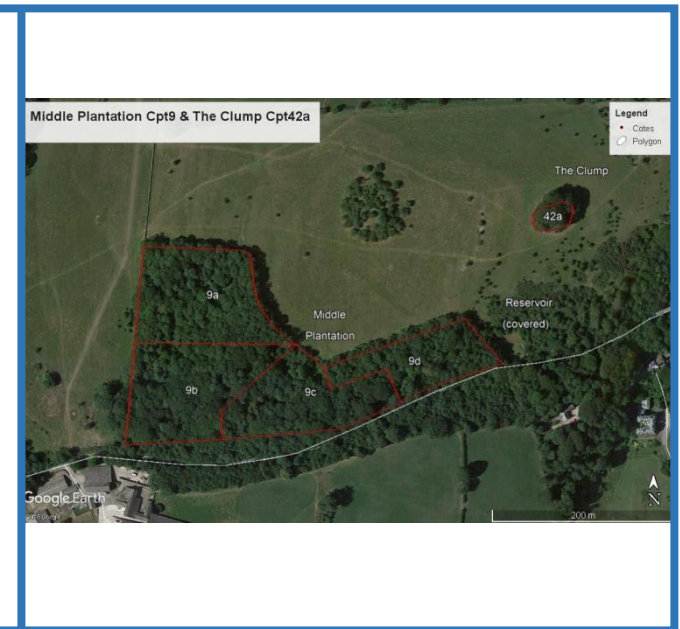 Middle Plantation Cpt9 & The Clump Cpt42a
Legend
Cotes
Polygon
The Clump
42a
9a
Middle
Plantation
Reservoir
(covered)
9d
9b
9c
Google Earth
N
200 m